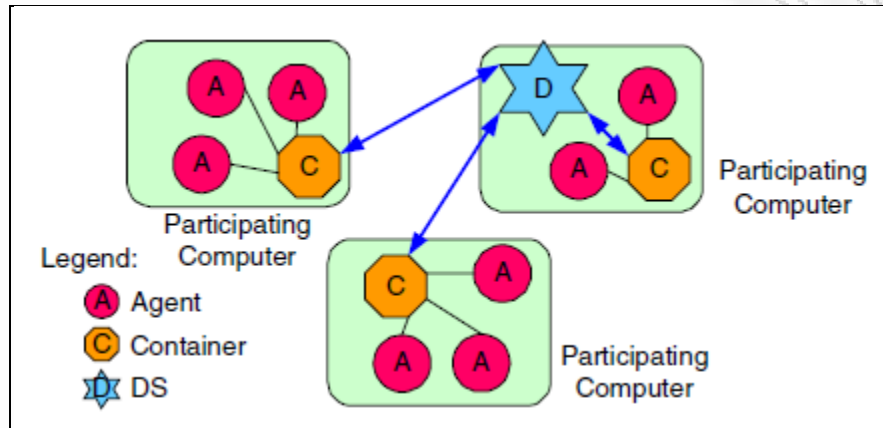 A
A
A
C
Participating
Computer
D
A
A
C
Participating
Computer
C
A
A
A
Participating
Computer
Legend:
A Agent
C Container
D DS